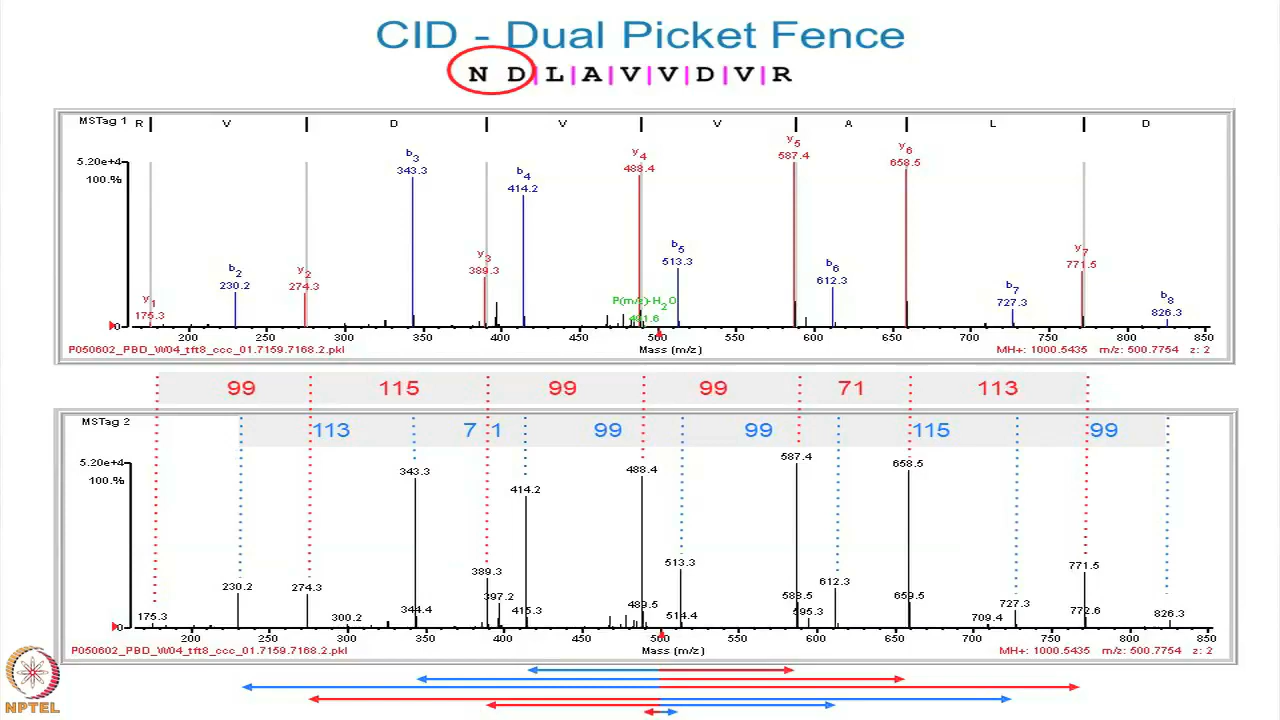 CID - Dual Picket Fence
N D|L|A|V|V|D|V|R
MSTag 1 R V D V V A L D
5.20e+4
100.%
0
y1 175.3
b2 230.2
y2 274.3
b3 343.3
y3 389.3
b4 414.2
y4 488.4
P(m/z)-H2O
b5 513.3
y5 587.4
b6 612.3
y6 658.5
b7 727.3
y7 771.5
b8 826.3
200 250 300 350 400 450 500 550 600 650 700 750 800 850
P050602_PBD_W04_tft8_ccc_01.7159.7168.2.pkl Mass (m/z) MH+: 1000.5435 m/z: 500.7754 z: 2
99 115 99 99 71 113
MSTag 2
113 7 1 99 99 115 99
5.20e+4
100.%
0
175.3
230.2
274.3
300.2
343.3
344.4
389.3
397.2
414.2
415.3
488.4
489.5
513.3
514.4
587.4
588.5
595.3
612.3
658.5
659.5
709.4
727.3
771.5
772.6
826.3
200 250 300 350 400 450 500 550 600 650 700 750 800 850
P050602_PBD_W04_tft8_ccc_01.7159.7168.2.pkl Mass (m/z) MH+: 1000.5435 m/z: 500.7754 z: 2
NPTEL